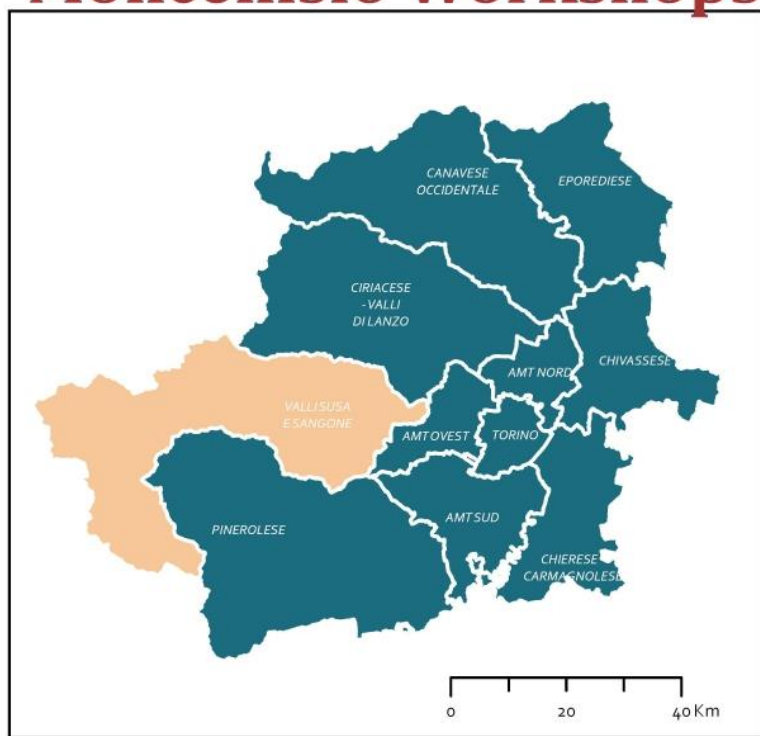 Workshops
CANAVESE
OCCIDENTALE
EPOREDIESE
CIRIACESE
- VALLI
DI LANZO
CHIVASSESE
AMT NORD
VALLI SUSA
E SANGONE
AMT OVEST
TORINO
PINEROLESE
AMT SUD
CHIERESE
CARMAGNOLESE
0 20 40 Km